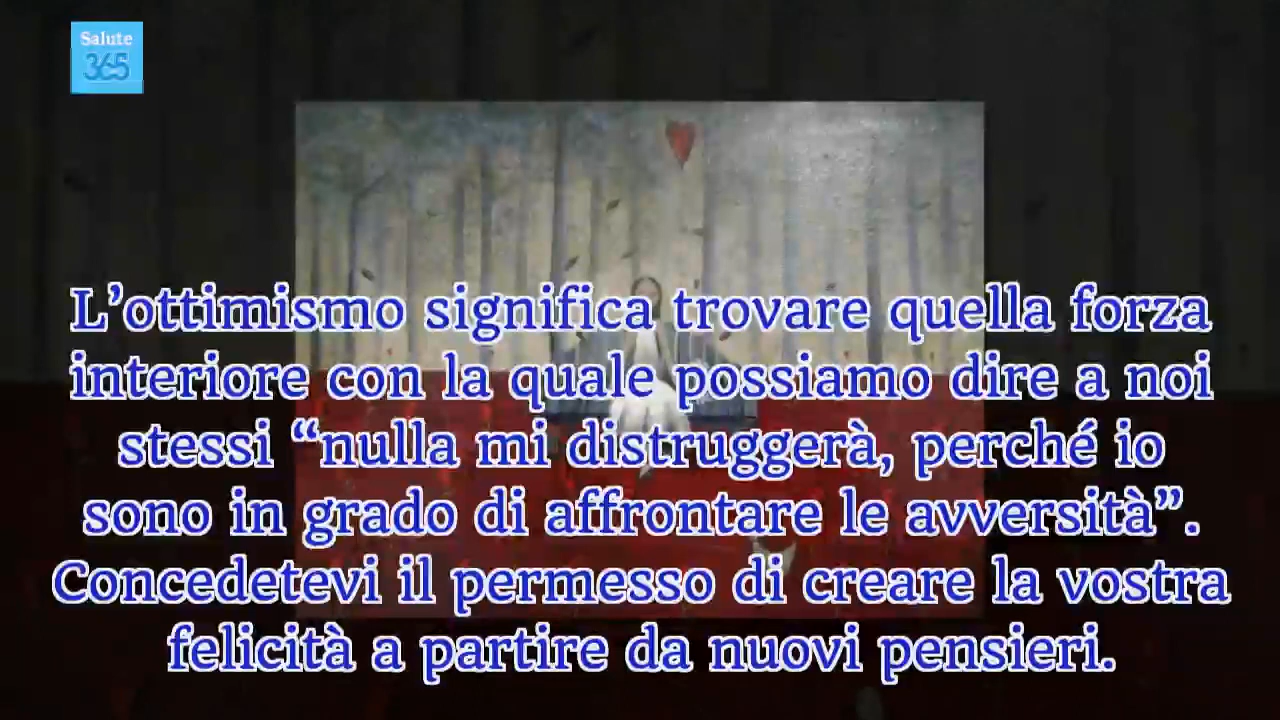 Salute
365
L’ottimismo significa trovare quella forza
interiore con la quale possiamo dire a noi
stessi “nulla mi distruggerà, perché io
sono in grado di affrontare le avversità”.
Concedetevi il permesso di creare la vostra
felicità a partire da nuovi pensieri.